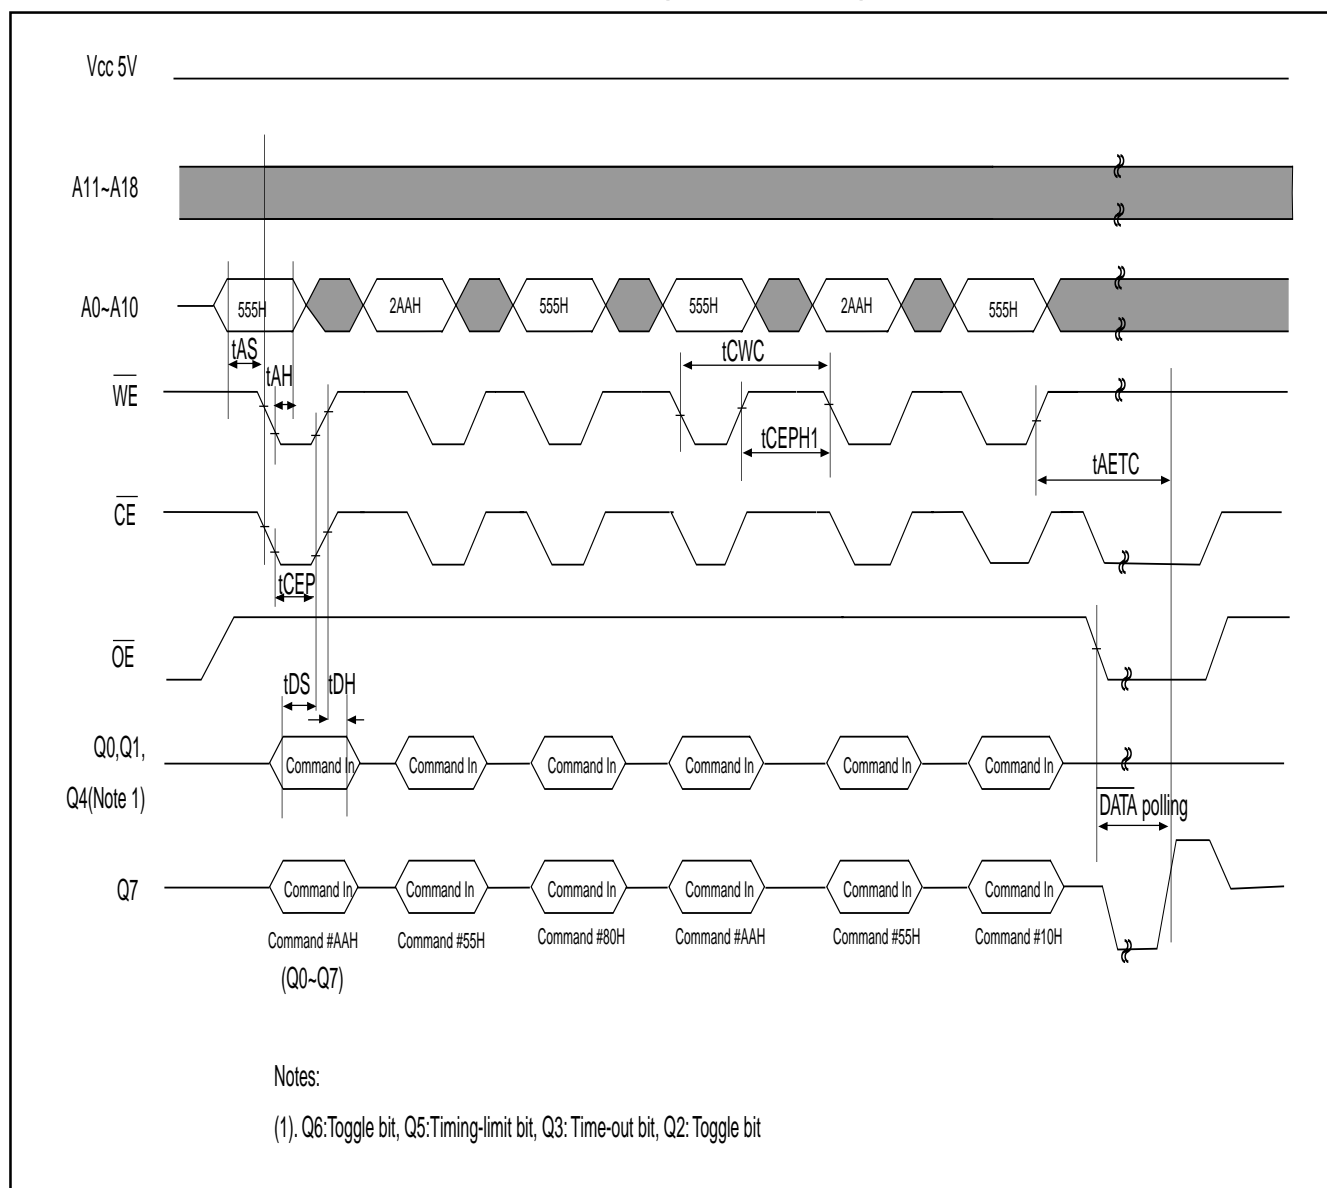 Vcc 5V
A11~A18
A0~A10
555H
2AAH
555H
555H
2AAH
555H
tAS
tAH
tCWC
WE
tCEPH1
tAETC
CE
tCEP
OE
tDS
tDH
Q0,Q1,
Q4(Note 1)
Command In
Command In
Command In
Command In
Command In
Command In
DATA polling
Q7
Command In
Command In
Command In
Command In
Command In
Command In
Command #AAH
Command #55H
Command #80H
Command #AAH
Command #55H
Command #10H
(Q0~Q7)
Notes:
(1). Q6:Toggle bit, Q5:Timing-limit bit, Q3: Time-out bit, Q2: Toggle bit